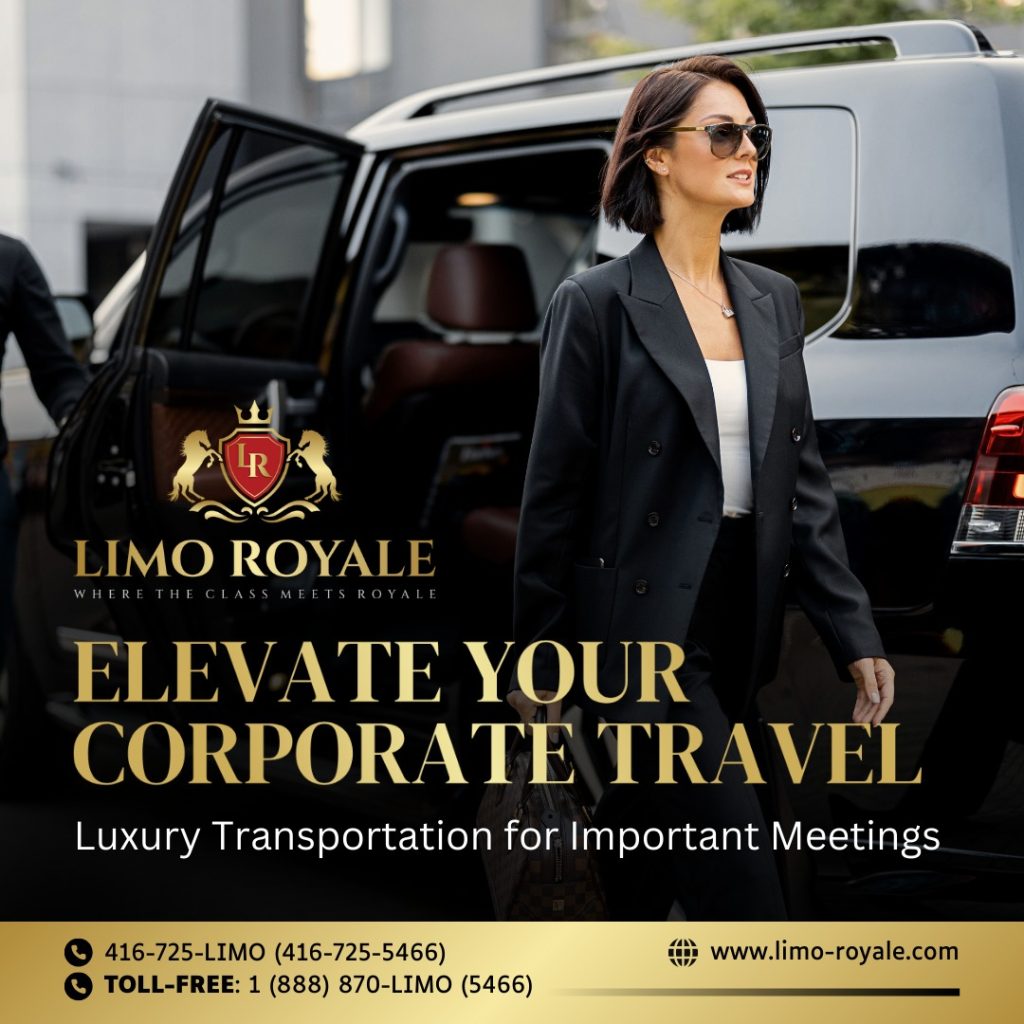 LR
LIMO ROYALE
WHERE THE CLASS MEETS ROYALE
ELEVATE YOUR
CORPORATE TRAVEL
Luxury Transportation for Important Meetings
416-725-LIMO (416-725-5466)
TOLL-FREE: 1 (888) 870-LIMO (5466)
www.limo-royale.com